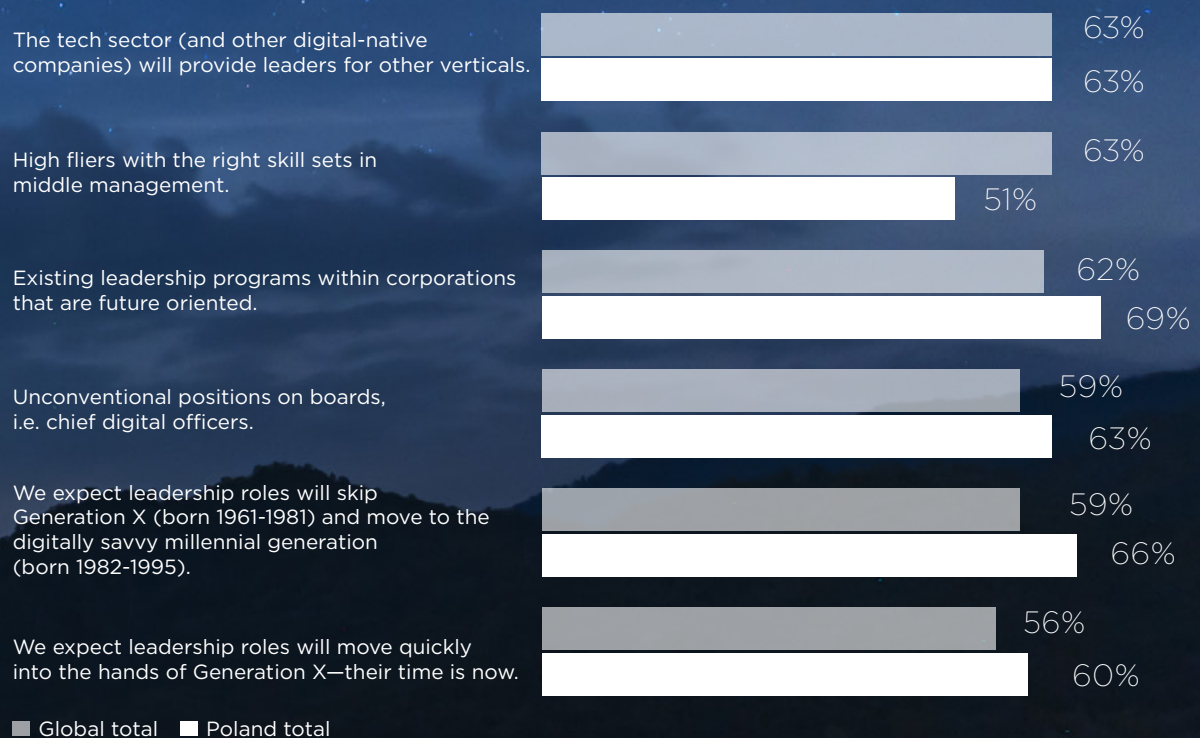 The tech sector (and other digital-native
companies) will provide leaders for other verticals.
63%
63%
High fliers with the right skill sets in
middle management.
63%
51%
Existing leadership programs within corporations
that are future oriented.
62%
69%
Unconventional positions on boards,
i.e. chief digital officers.
59%
63%
We expect leadership roles will skip
Generation X (born 1961-1981) and move to the
digitally savvy millennial generation
(born 1982-1995).
59%
66%
We expect leadership roles will move quickly
into the hands of Generation X—their time is now.
56%
60%
Global total Poland total